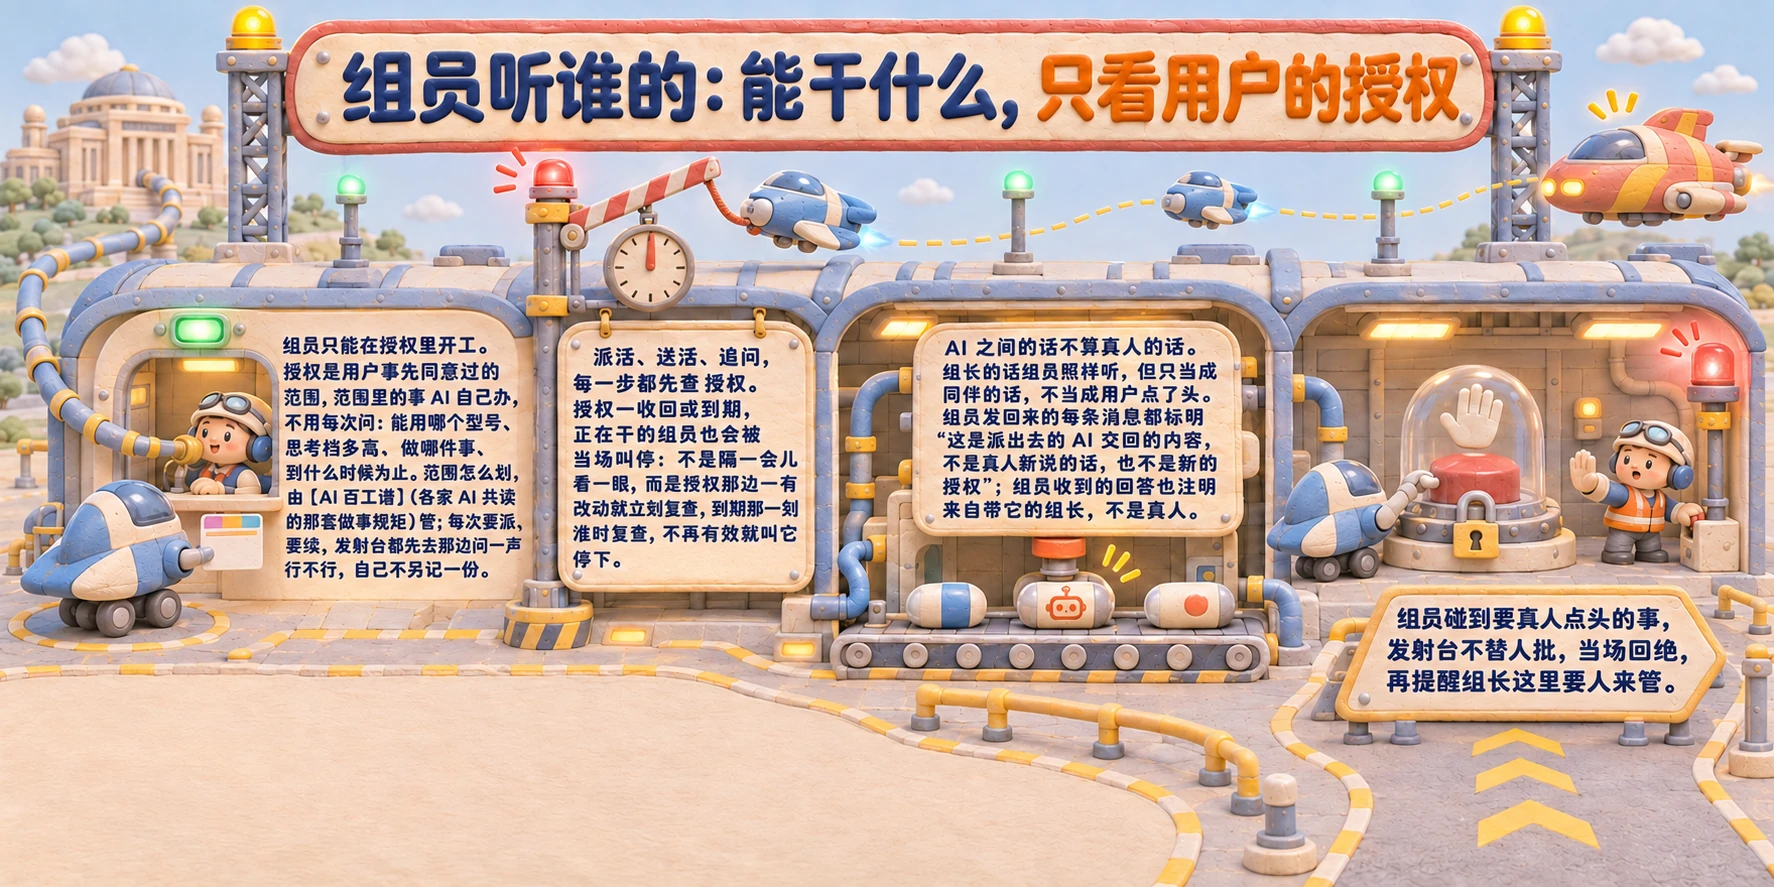 组员听谁的：能干什么，只看用户的授权
组员只能在授权里开工。
授权是用户事先同意过的
范围，范围里的事 AI 自己办，
不用每次问：能用哪个型号、
思考档多高、做哪件事、
到什么时候为止。范围怎么划，
由【AI 百工谱】（各家 AI 共读
的那套做事规矩）管；每次要派、
要续，发射台都先去那边问一声
行不行，自己不另记一份。
派活、送活、追问，
每一步都先查 授权。
授权一收回或到期，
正在干的组员也会被
当场叫停：不是隔一会儿
看一眼，而是授权那边一有
改动就立刻复查，到期那一刻
准时复查，不再有效就叫它
停下。
AI 之间的话不算真人的话。
组长的话组员照样听，但只当成
同伴的话，不当成用户点了头。
组员发回来的每条消息都标明
“这是派出去的 AI 交回的内容，
不是真人新说的话，也不是新的
授权”；组员收到的回答也注明
来自带它的组长，不是真人。
组员碰到要真人点头的事，
发射台不替人批，当场回绝，
再提醒组长这里要人来管。